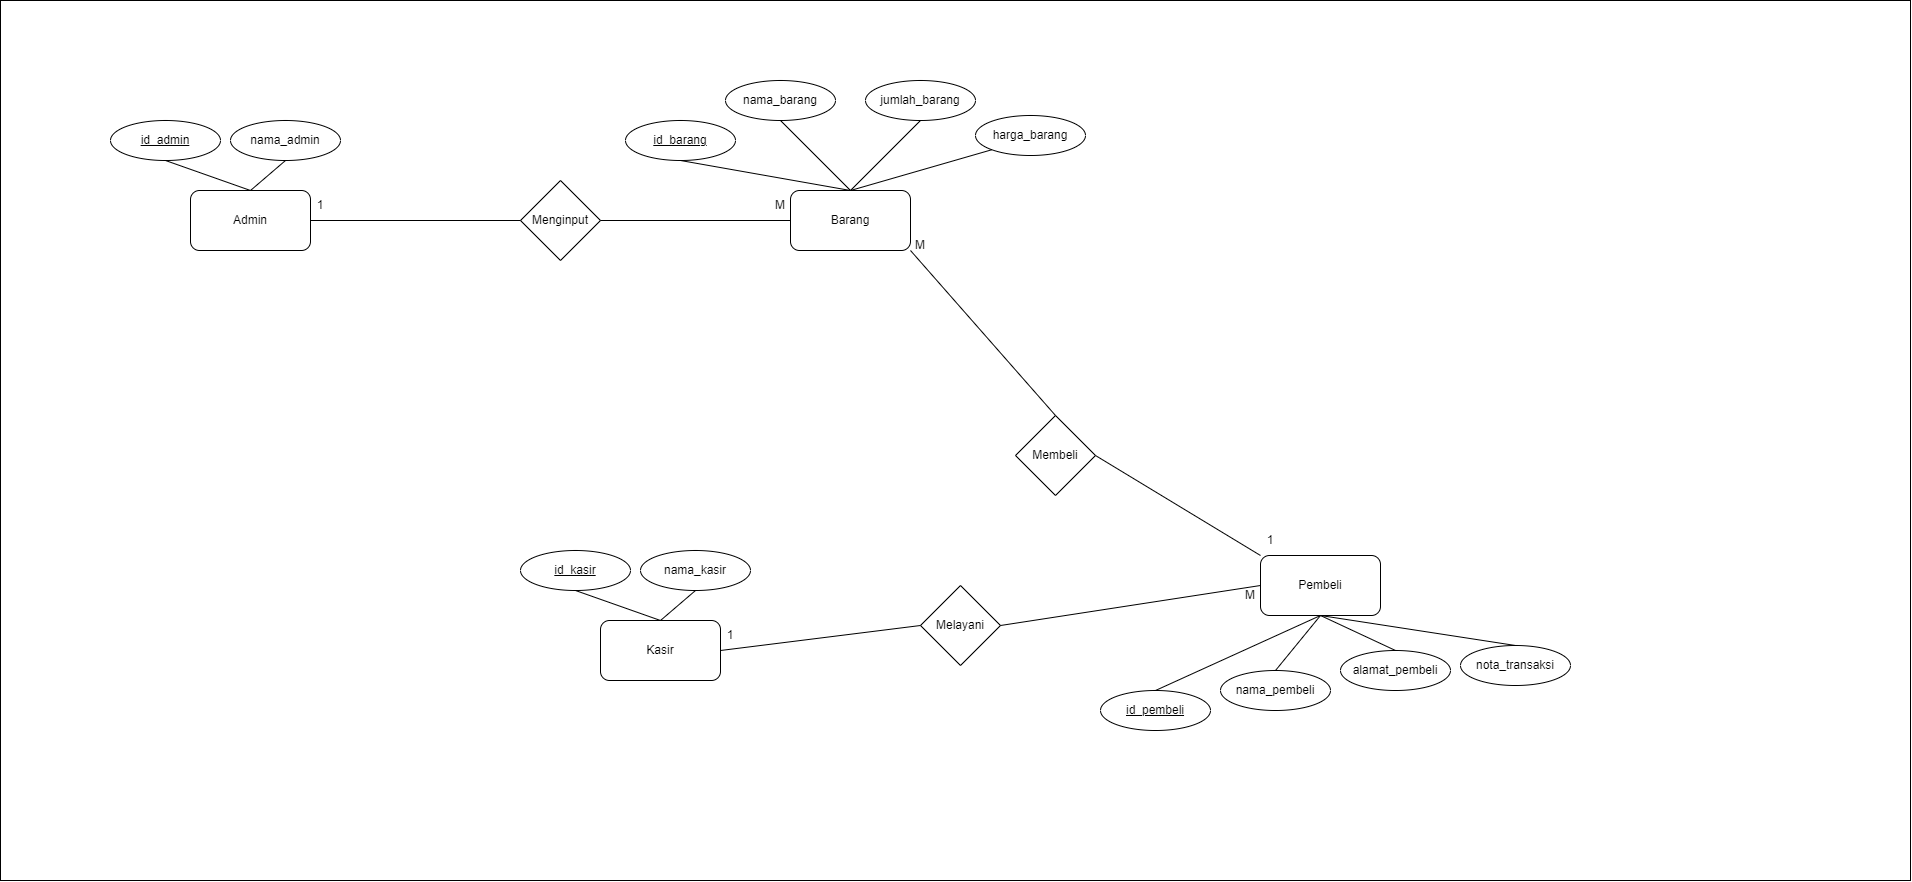 nama_barang
jumlah_barang
harga_barang
id_admin
nama_admin
id_barang
1
M
Admin
Menginput
Barang
M
Membeli
1
id_kasir
nama_kasir
Pembeli
M
Melayani
1
Kasir
nota_transaksi
alamat_pembeli
nama_pembeli
id_pembeli